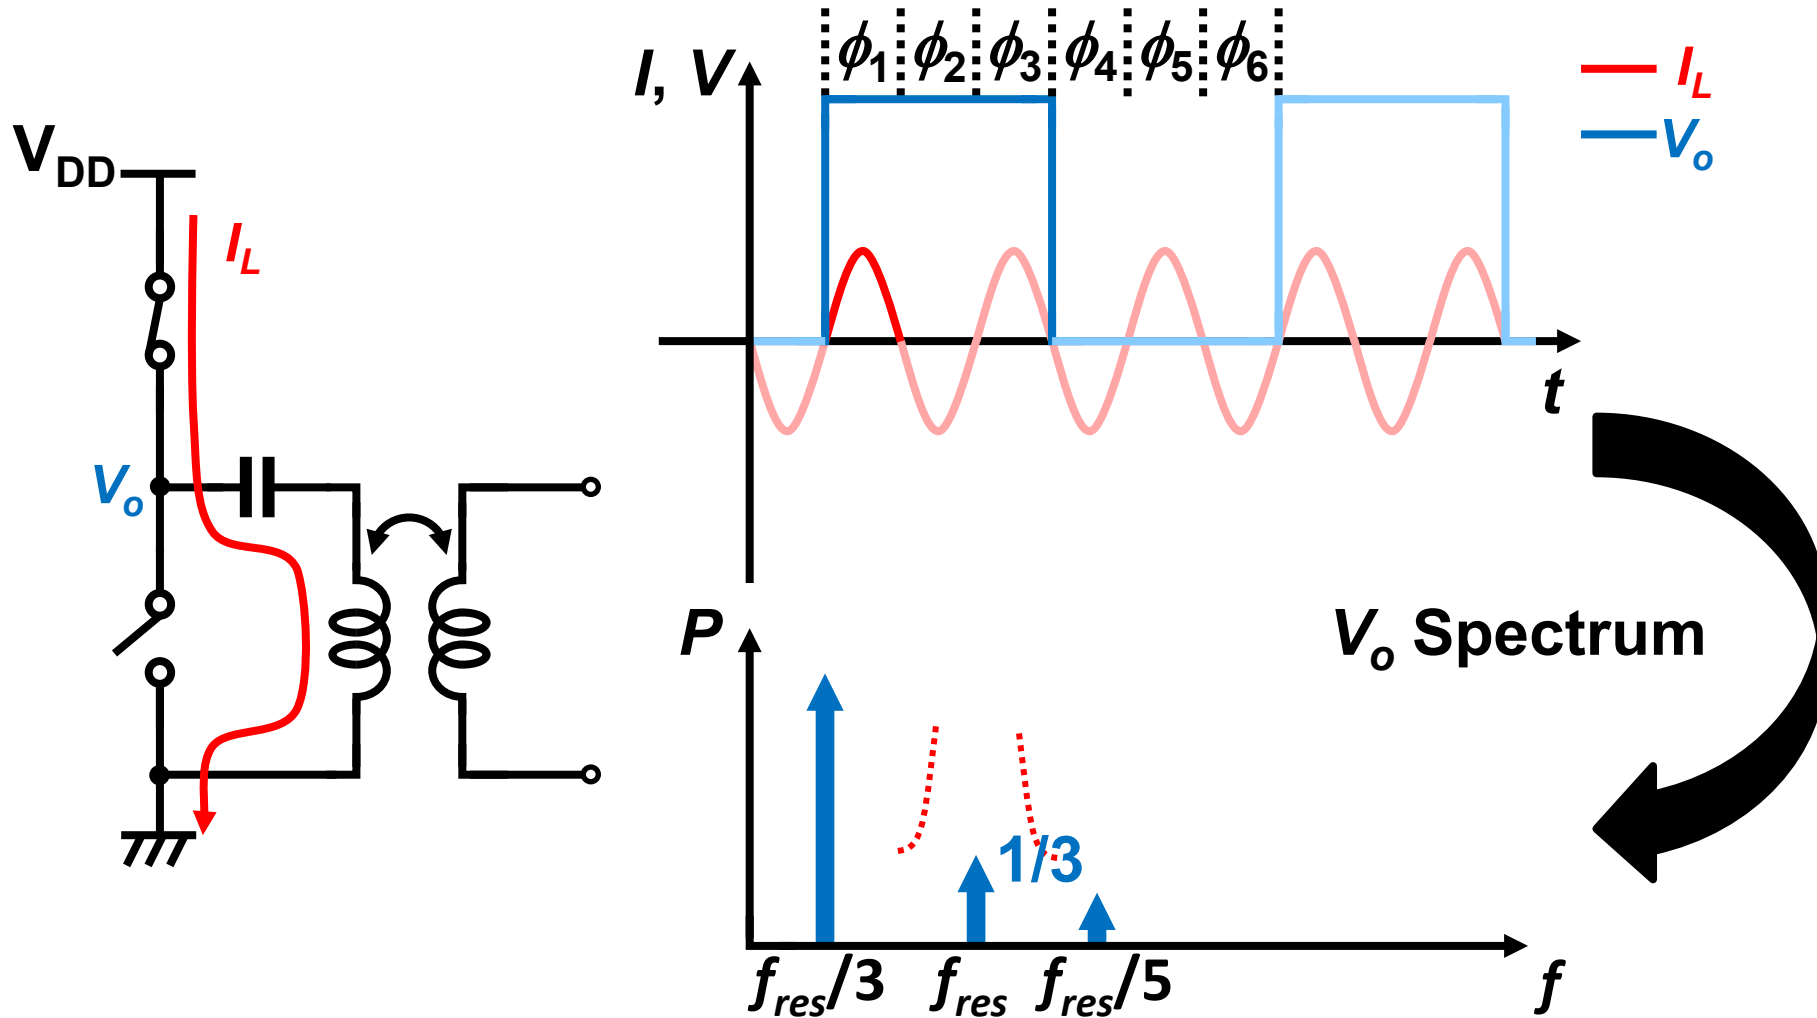 ϕ1 ϕ2 ϕ3 ϕ4 ϕ5 ϕ6
I, V
IL
Vo
VDD
IL
t
Vo
P
Vo Spectrum
1/3
fres/3 fres fres/5 f